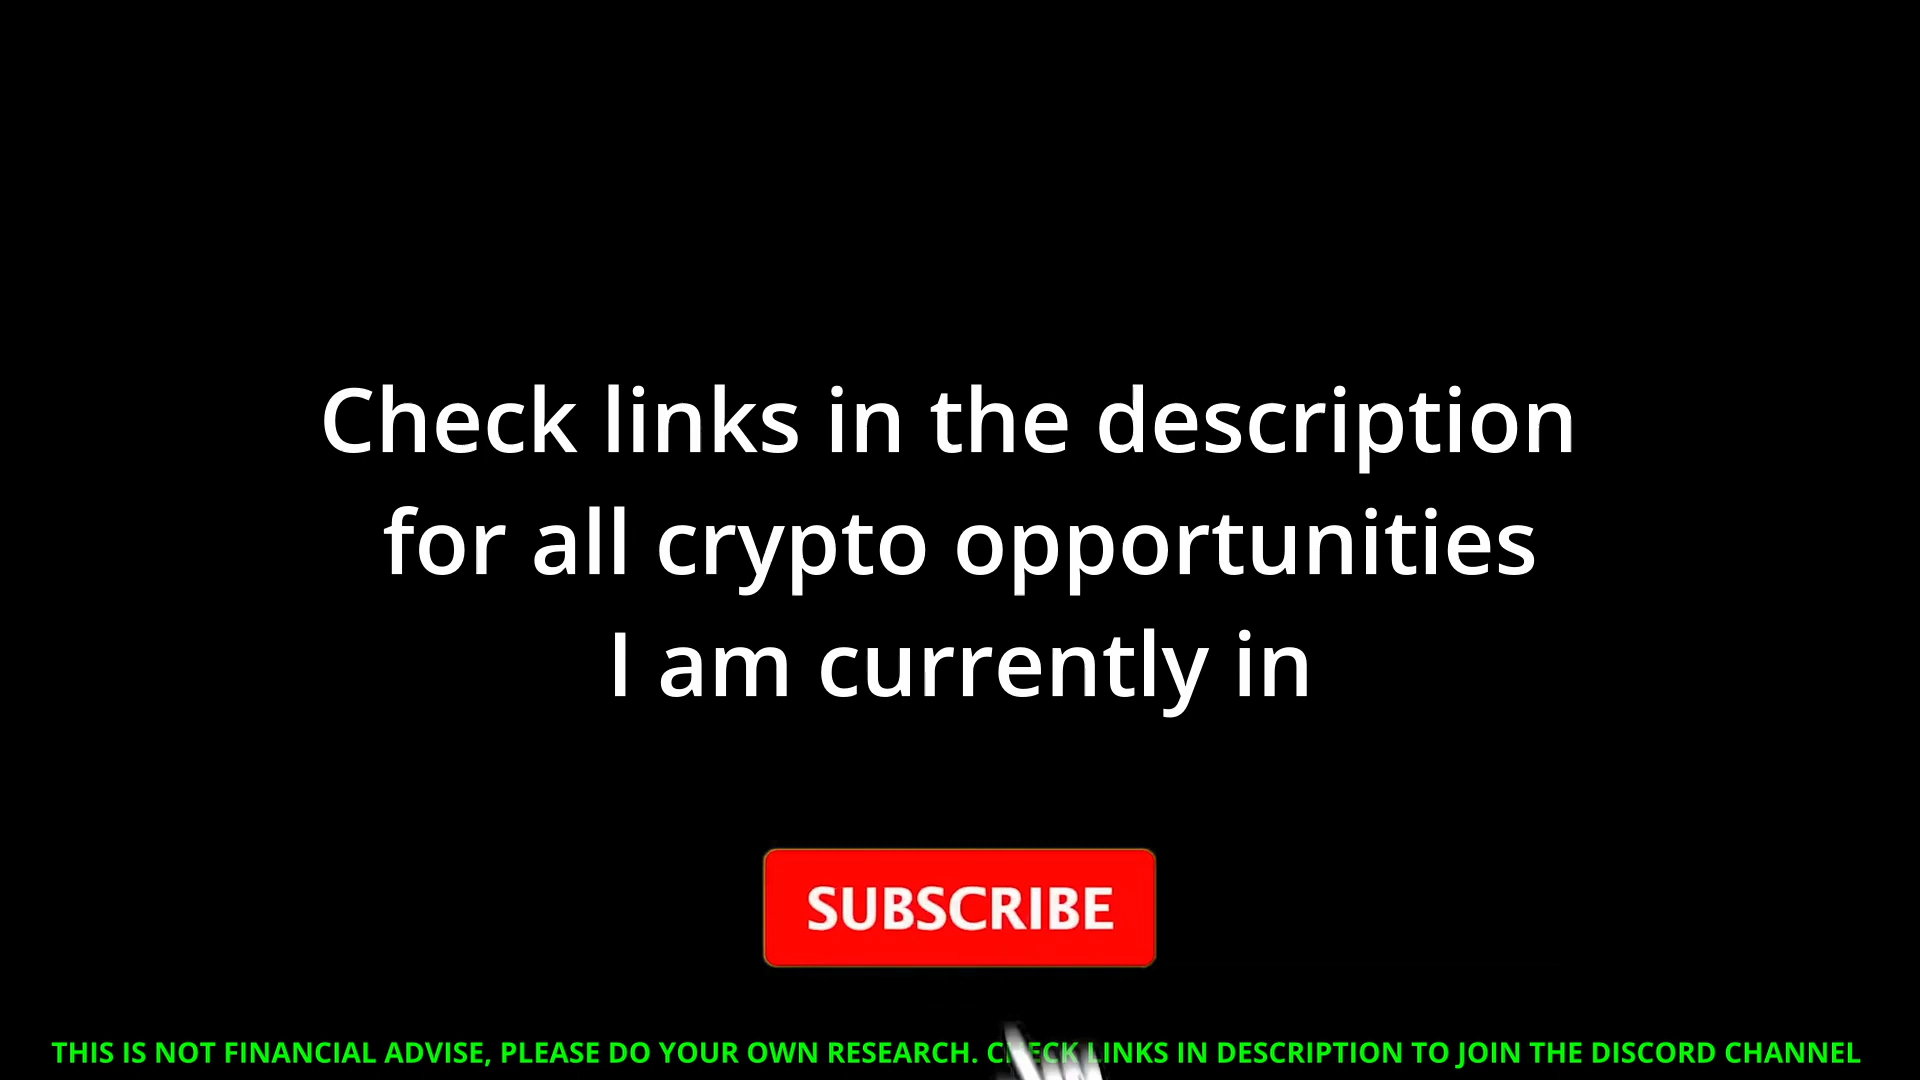 Check links in the description
for all crypto opportunities
I am currently in
SUBSCRIBE
THIS IS NOT FINANCIAL ADVISE, PLEASE DO YOUR OWN RESEARCH. CHECK LINKS IN DESCRIPTION TO JOIN THE DISCORD CHANNEL